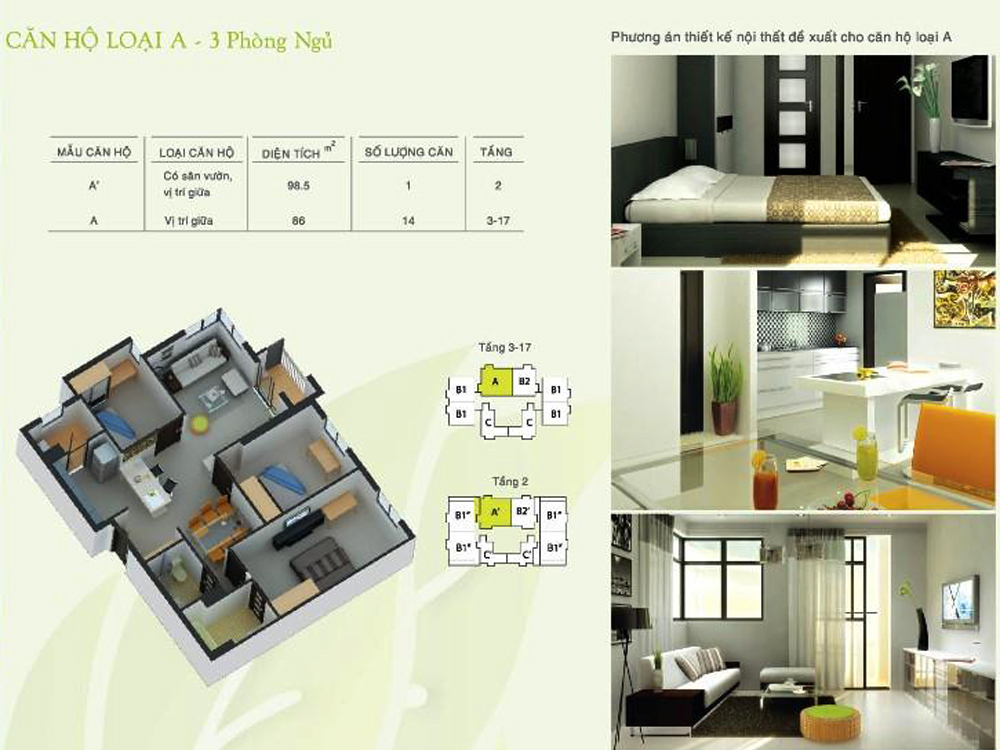 CĂN HỘ LOẠI A - 3 Phòng Ngủ
Phương án thiết kế nội thất đề xuất cho căn hộ loại A
MẪU CĂN HỘ LOẠI CĂN HỘ DIỆN TÍCH m² SỐ LƯỢNG CĂN TẦNG
A' Có sân vườn, vị trí giữa 98.5 1 2
A Vị trí giữa 86 14 3-17
Tầng 3-17
B1 A B2 B1
B1 C C B1
Tầng 2
B1" A' B2' B1"
B1" C' C' B1"